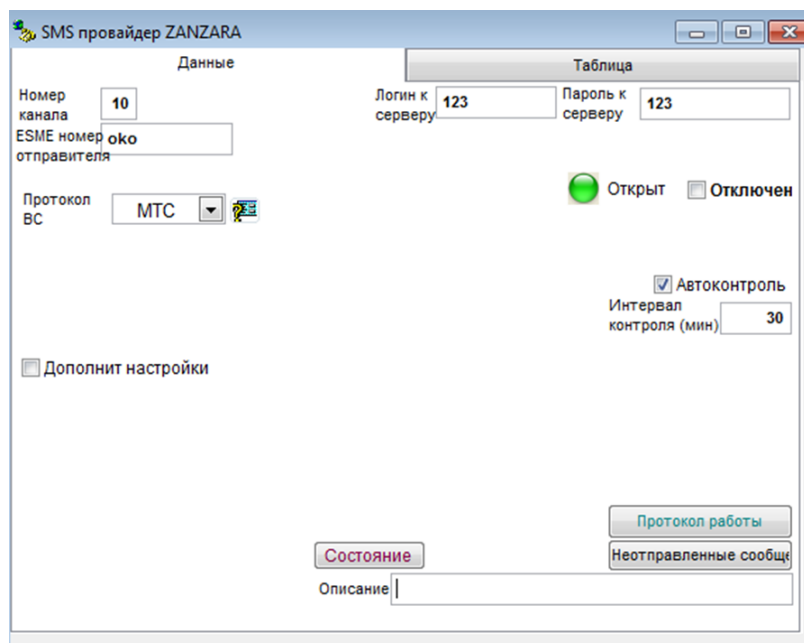 SMS провайдер ZANZARA
Данные
Таблица
Номер канала
10
Логин к серверу
123
Пароль к серверу
123
ESME номер отправителя
oko
Открыт
Отключен
Протокол ВС
МТС
Автоконтроль
Интервал контроля (мин)
30
Дополнит настройки
Протокол работы
Состояние
Неотправленные сообще
Описание